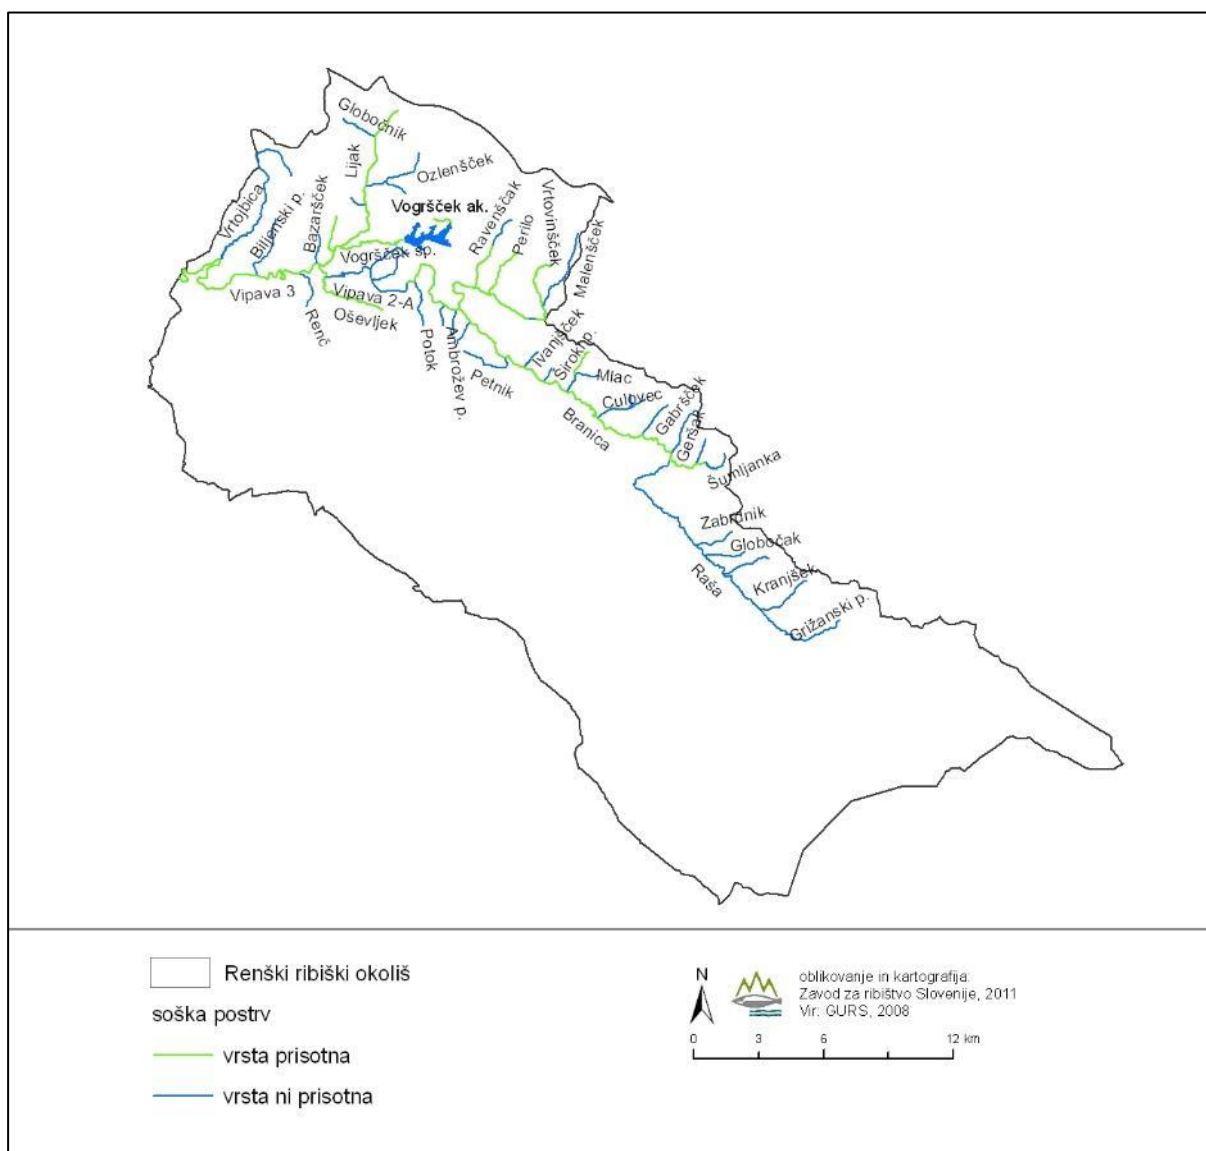 Globočnik
Lijak
Ozlenšček
Vrtojbica
Biljenski p.
Bazaršček
Vogršček ak.
Ravenščak
Perilo
Vrtovinšček
Malenšček
Vogršček sp.
Vipava 3
Vipava 2-A
Renč
Oševljek
Potok
Ambrožev p.
Petnik
Ivanjšček
Široki p.
Mlac
Culovec
Branica
Gabršček
Geršak
Šumljanka
Zabrdnik
Globočak
Raša
Kranjšek
Grižanski p.
Renški ribiški okoliš
soška postrv
vrsta prisotna
vrsta ni prisotna
N
oblikovanje in kartografija:
Zavod za ribištvo Slovenije, 2011
Vir: GURS, 2008
0 3 6 12 km